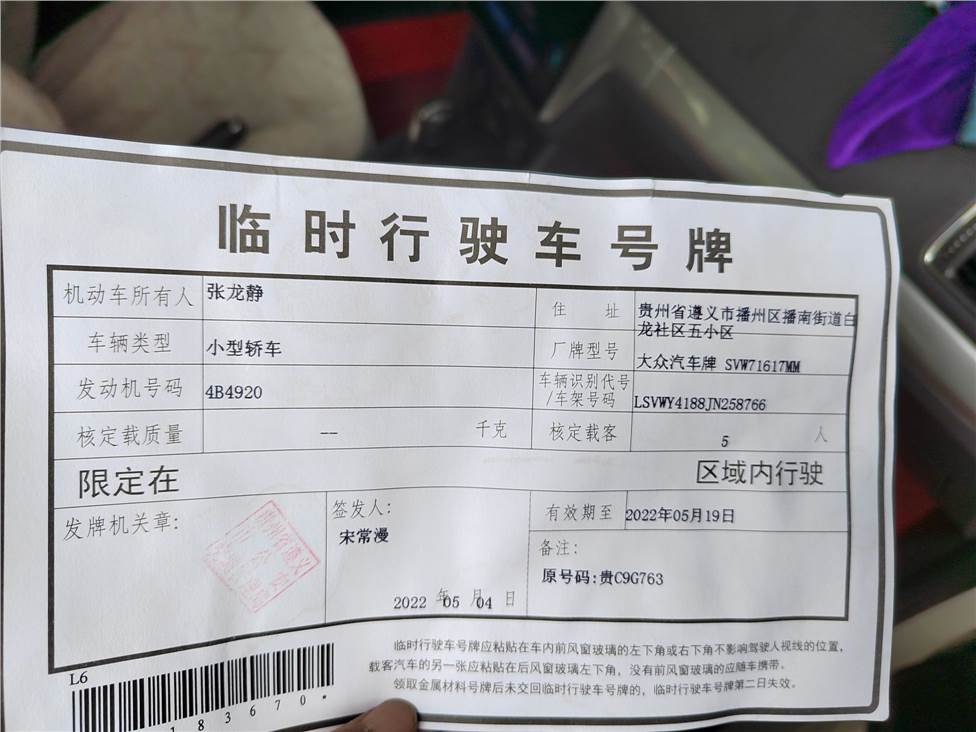 临时行驶车号牌
机动车所有人 张龙静 住 址 贵州省遵义市播州区播南街道白
龙社区五小区
车辆类型 小型轿车 厂牌型号 大众汽车牌 SVW71617MM
发动机号码 4B4920 车辆识别代号
/车架号码 LSVWY4188JN258766
核定载质量 -- 千克 核定载客 5 人
限定在 区域内行驶
发牌机关章: 签发人: 有效期至 2022年05月19日
宋常漫 备注:
原号码:贵C9G763
2022 年 05 月 04 日
临时行驶车号牌应粘贴在车内前风窗玻璃的左下角或右下角不影响驾驶人视线的位置,
载客汽车的另一张应粘贴在后风窗玻璃左下角, 没有前风窗玻璃的应随车携带。
领取金属材料号牌后未交回临时行驶车号牌的, 临时行驶车号牌第二日失效。
L6
183670